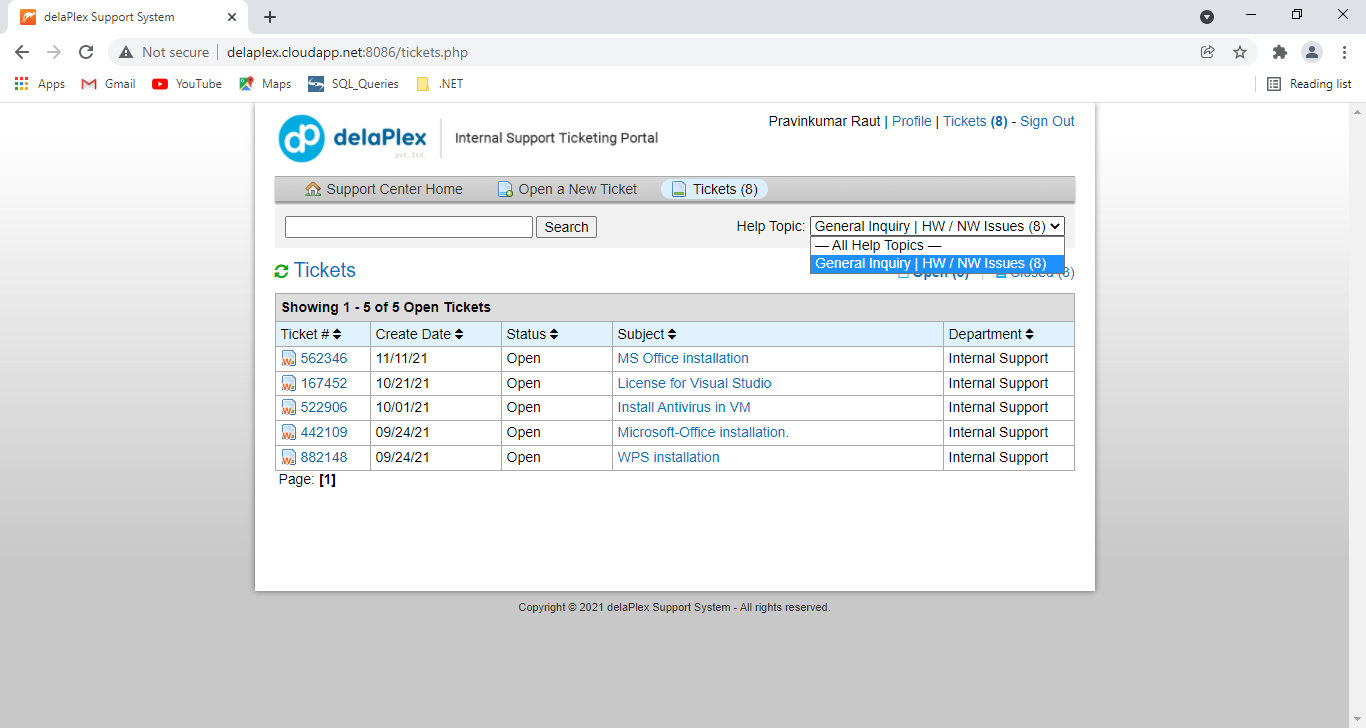 delaPlex Support System
Not secure | delaplex.cloudapp.net:8086/tickets.php
Apps Gmail YouTube Maps SQL_Queries .NET Reading list
dp delaPlex pvt. ltd. Internal Support Ticketing Portal
Pravinkumar Raut | Profile | Tickets (8) - Sign Out
Support Center Home Open a New Ticket Tickets (8)
Search Help Topic: General Inquiry | HW / NW Issues (8)
— All Help Topics —
General Inquiry | HW / NW Issues (8)
Tickets
Showing 1 - 5 of 5 Open Tickets
Ticket # Create Date Status Subject Department
562346 11/11/21 Open MS Office installation Internal Support
167452 10/21/21 Open License for Visual Studio Internal Support
522906 10/01/21 Open Install Antivirus in VM Internal Support
442109 09/24/21 Open Microsoft-Office installation. Internal Support
882148 09/24/21 Open WPS installation Internal Support
Page: [1]
Copyright © 2021 delaPlex Support System - All rights reserved.